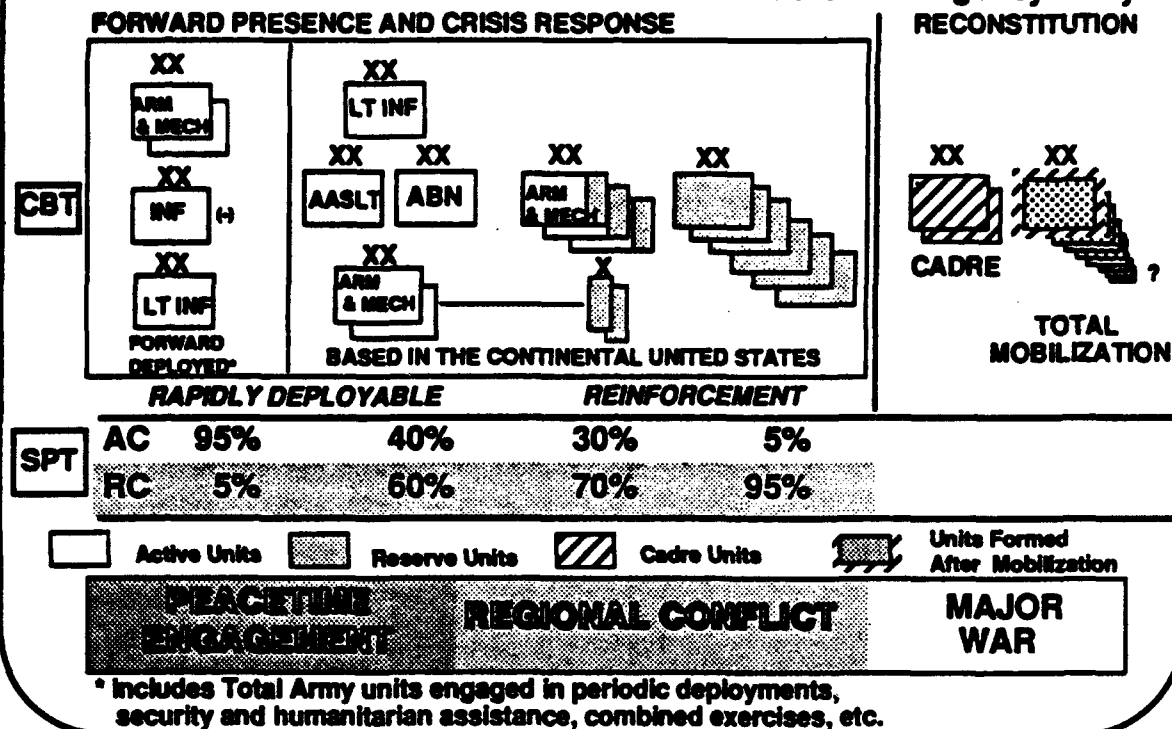 FORWARD PRESENCE AND CRISIS RESPONSE
RECONSTITUTION
CBT
XX
ARM
& MECH
XX
INF (-)
XX
LT INF
FORWARD
DEPLOYED*
XX
LT INF
XX
AASLT
XX
ABN
XX
ARM
& MECH
XX
ARM
& MECH
XX
X
BASED IN THE CONTINENTAL UNITED STATES
XX
CADRE
XX
?
TOTAL
MOBILIZATION
RAPIDLY DEPLOYABLE REINFORCEMENT
SPT
AC 95% 40% 30% 5%
RC 5% 60% 70% 95%
Active Units
Reserve Units
Cadre Units
Units Formed
After Mobilization
PEACETIME
ENGAGEMENT
REGIONAL CONFLICT
MAJOR
WAR
* Includes Total Army units engaged in periodic deployments,
security and humanitarian assistance, combined exercises, etc.